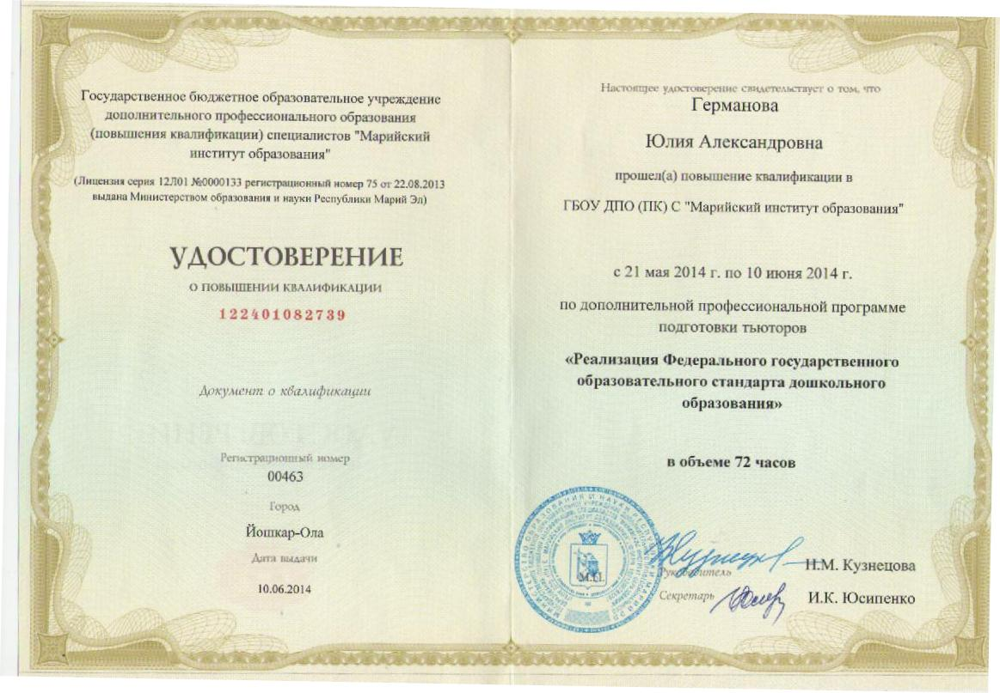 Государственное бюджетное образовательное учреждение
дополнительного профессионального образования
(повышения квалификации) специалистов "Марийский
институт образования"
(Лицензия серия 12Л01 №0000133 регистрационный номер 75 от 22.08.2013
выдана Министерством образования и науки Республики Марий Эл)
УДОСТОВЕРЕНИЕ
О ПОВЫШЕНИИ КВАЛИФИКАЦИИ
122401082739
Документ о квалификации
Регистрационный номер
00463
Город
Йошкар-Ола
Дата выдачи
10.06.2014
Настоящее удостоверение свидетельствует о том, что
Германова
Юлия Александровна
прошел(а) повышение квалификации в
ГБОУ ДПО (ПК) С "Марийский институт образования"
с 21 мая 2014 г. по 10 июня 2014 г.
по дополнительной профессиональной программе
подготовки тьюторов
«Реализация Федерального государственного
образовательного стандарта дошкольного
образования»
в объеме 72 часов
М.П.
Руководитель Н.М. Кузнецова
Секретарь И.К. Юсипенко